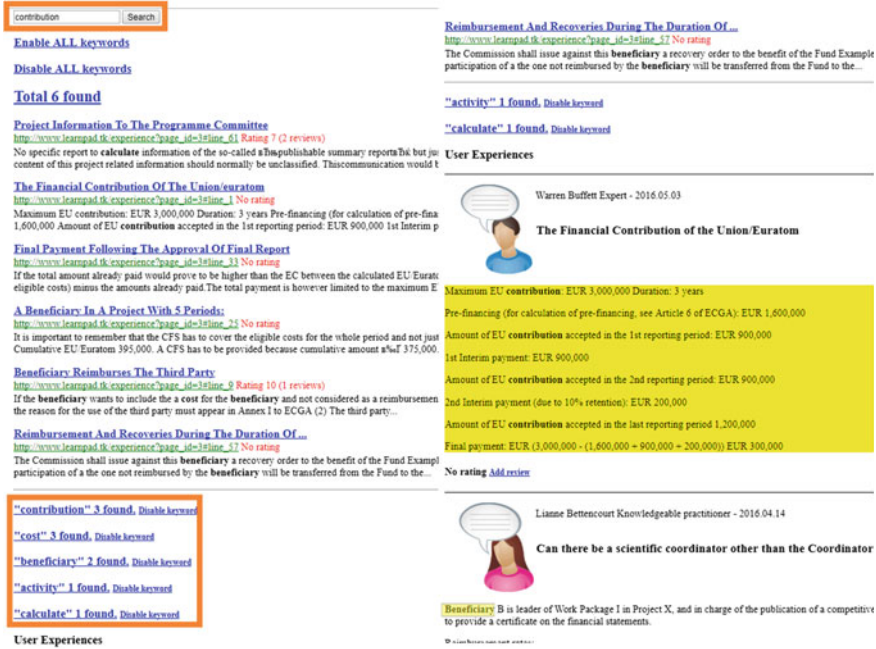 contribution Search
Enable ALL keywords
Disable ALL keywords
Total 6 found
Project Information To The Programme Committee
http://www.learnpad.tk/experience?page_id=3#line_61 Rating 7 (2 reviews)
No specific report to calculate information of the so-called publishable summary but jus
content of this project related information should normally be unclassified. Thiscommunication would b
The Financial Contribution Of The Union/euratom
http://www.learnpad.tk/experience?page_id=3#line_1 No rating
Maximum EU contribution: EUR 3,000,000 Duration: 3 years Pre-financing (for calculation of pre-fina
1,600,000 Amount of EU contribution accepted in the 1st reporting period: EUR 900,000 1st Interim p
Final Payment Following The Approval Of Final Report
http://www.learnpad.tk/experience?page_id=3#line_33 No rating
If the total amount already paid would prove to be higher than the EC between the calculated EU/Eurato
eligible costs) minus the amounts already paid.The total payment is however limited to the maximum E
A Beneficiary In A Project With 5 Periods:
http://www.learnpad.tk/experience?page_id=3#line_25 No rating
It is important to remember that the CFS has to cover the eligible costs for the whole period and not just
Cumulative EU/Euratom 395,000. A CFS has to be provided because cumulative amount 375,000.
Beneficiary Reimburses The Third Party
http://www.learnpad.tk/experience?page_id=3#line_9 Rating 10 (1 reviews)
If the beneficiary wants to include the a cost for the beneficiary and not considered as a reimbursemen
the reason for the use of the third party must appear in Annex I to ECGA (2) The third party...
Reimbursement And Recoveries During The Duration Of ...
http://www.learnpad.tk/experience?page_id=3#line_57 No rating
The Commission shall issue against this beneficiary a recovery order to the benefit of the Fund Exampl
participation of a the one not reimbursed by the beneficiary will be transferred from the Fund to the...
"contribution" 3 found. Disable keyword
"cost" 3 found. Disable keyword
"beneficiary" 2 found. Disable keyword
"activity" 1 found. Disable keyword
"calculate" 1 found. Disable keyword
User Experiences
Reimbursement And Recoveries During The Duration Of ...
http://www.learnpad.tk/experience?page_id=3#line_57 No rating
The Commission shall issue against this beneficiary a recovery order to the benefit of the Fund Example
participation of a the one not reimbursed by the beneficiary will be transferred from the Fund to the...
"activity" 1 found. Disable keyword
"calculate" 1 found. Disable keyword
User Experiences
Warren Buffett Expert - 2016.05.03
The Financial Contribution of the Union/Euratom
Maximum EU contribution: EUR 3,000,000 Duration: 3 years
Pre-financing (for calculation of pre-financing, see Article 6 of ECGA): EUR 1,600,000
Amount of EU contribution accepted in the 1st reporting period: EUR 900,000
1st Interim payment: EUR 900,000
Amount of EU contribution accepted in the 2nd reporting period: EUR 900,000
2nd Interim payment (due to 10% retention): EUR 200,000
Amount of EU contribution accepted in the last reporting period 1,200,000
Final payment: EUR (3,000,000 - (1,600,000 + 900,000 + 200,000)) EUR 300,000
No rating Add review
Lianne Bettencourt Knowledgeable practitioner - 2016.04.14
Can there be a scientific coordinator other than the Coordinator
Beneficiary B is leader of Work Package I in Project X, and in charge of the publication of a competitive
to provide a certificate on the financial statements.